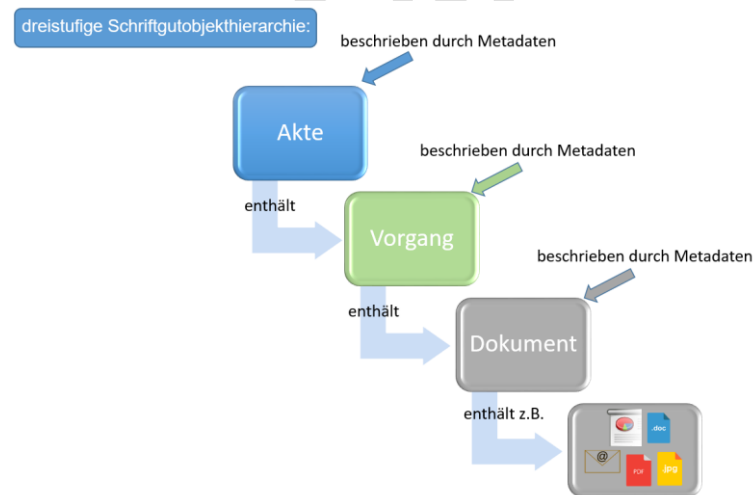 dreistufige Schriftgutobjekthierarchie:
beschrieben durch Metadaten
Akte
beschrieben durch Metadaten
enthält
Vorgang
beschrieben durch Metadaten
enthält
Dokument
enthält z.B.
.doc
@
PDF
.jpg